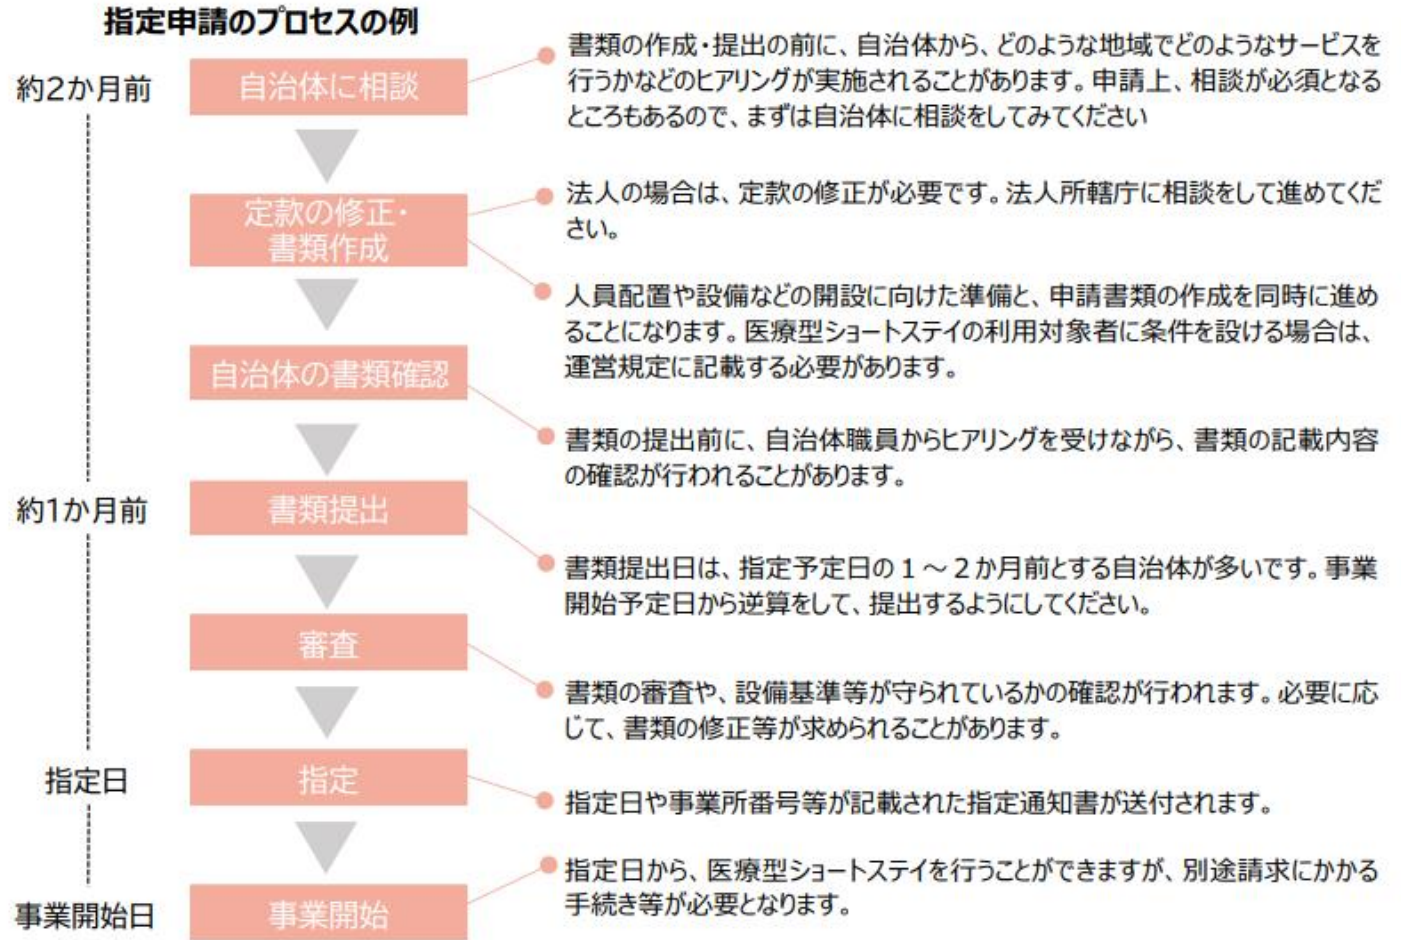 指定申請のプロセスの例
約2か月前
自治体に相談
書類の作成・提出の前に、自治体から、どのような地域でどのようなサービスを
行うかなどのヒアリングが実施されることがあります。申請上、相談が必須となる
ところもあるので、まずは自治体に相談をしてみてください
定款の修正・
書類作成
法人の場合は、定款の修正が必要です。法人所轄庁に相談をして進めてくだ
さい。
人員配置や設備などの開設に向けた準備と、申請書類の作成を同時に進め
ることになります。医療型ショートステイの利用対象者に条件を設ける場合は、
運営規定に記載する必要があります。
自治体の書類確認
書類の提出前に、自治体職員からヒアリングを受けながら、書類の記載内容
の確認が行われることがあります。
約1か月前
書類提出
書類提出日は、指定予定日の１～２か月前とする自治体が多いです。事業
開始予定日から逆算をして、提出するようにしてください。
審査
書類の審査や、設備基準等が守られているかの確認が行われます。必要に応
じて、書類の修正等が求められることがあります。
指定日
指定
指定日や事業所番号等が記載された指定通知書が送付されます。
事業開始日
事業開始
指定日から、医療型ショートステイを行うことができますが、別途請求にかかる
手続き等が必要となります。